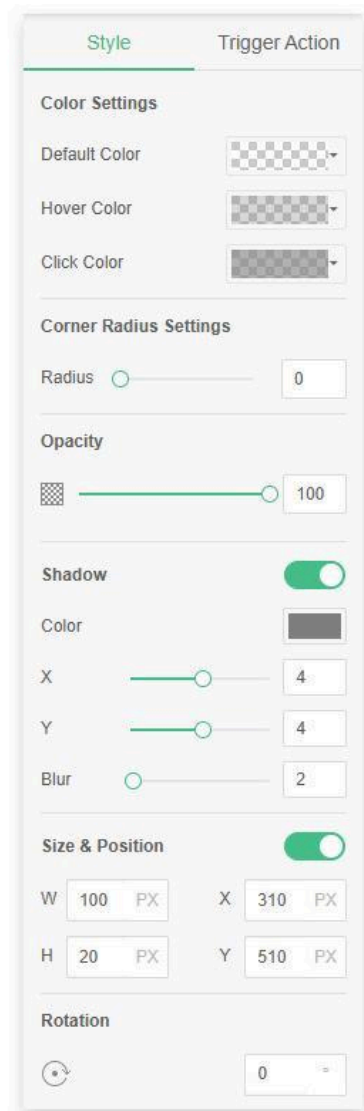 Style Trigger Action
Color Settings
Default Color
Hover Color
Click Color
Corner Radius Settings
Radius 0
Opacity
100
Shadow
Color
X 4
Y 4
Blur 2
Size & Position
W 100 PX X 310 PX
H 20 PX Y 510 PX
Rotation
0 °